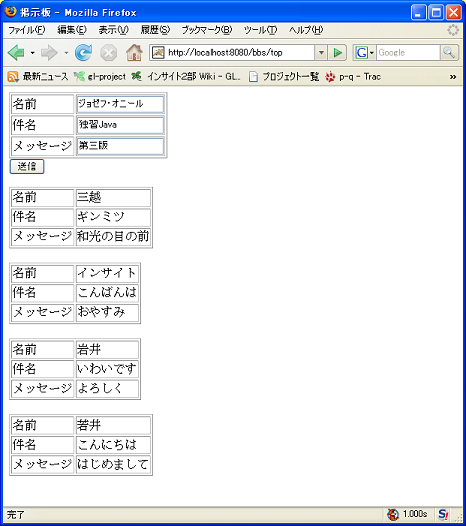 掲示板 - Mozilla Firefox
ファイル(F) 編集(E) 表示(V) 履歴(S) ブックマーク(B) ツール(T) ヘルプ(H)
http://localhost:8080/bbs/top Google
最新ニュース gl-project インサイト2部 Wiki - GL... プロジェクト一覧 p-q - Trac »
名前 ジョゼフ・オニール
件名 独習Java
メッセージ 第三版
送信
名前 三越
件名 ギンミツ
メッセージ 和光の目の前
名前 インサイト
件名 こんばんは
メッセージ おやすみ
名前 岩井
件名 いわいです
メッセージ よろしく
名前 若井
件名 こんにちは
メッセージ はじめまして
完了 1.000s